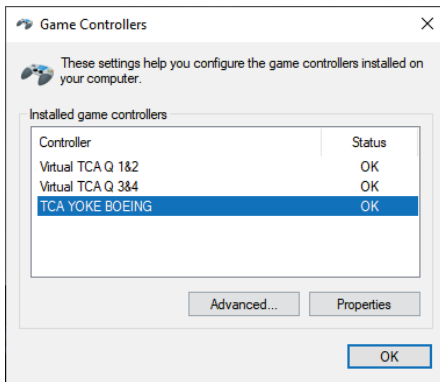 Game Controllers
These settings help you configure the game controllers installed on
your computer.
Installed game controllers
Controller Status
Virtual TCA Q 1&2 OK
Virtual TCA Q 3&4 OK
TCA YOKE BOEING OK
Advanced... Properties
OK